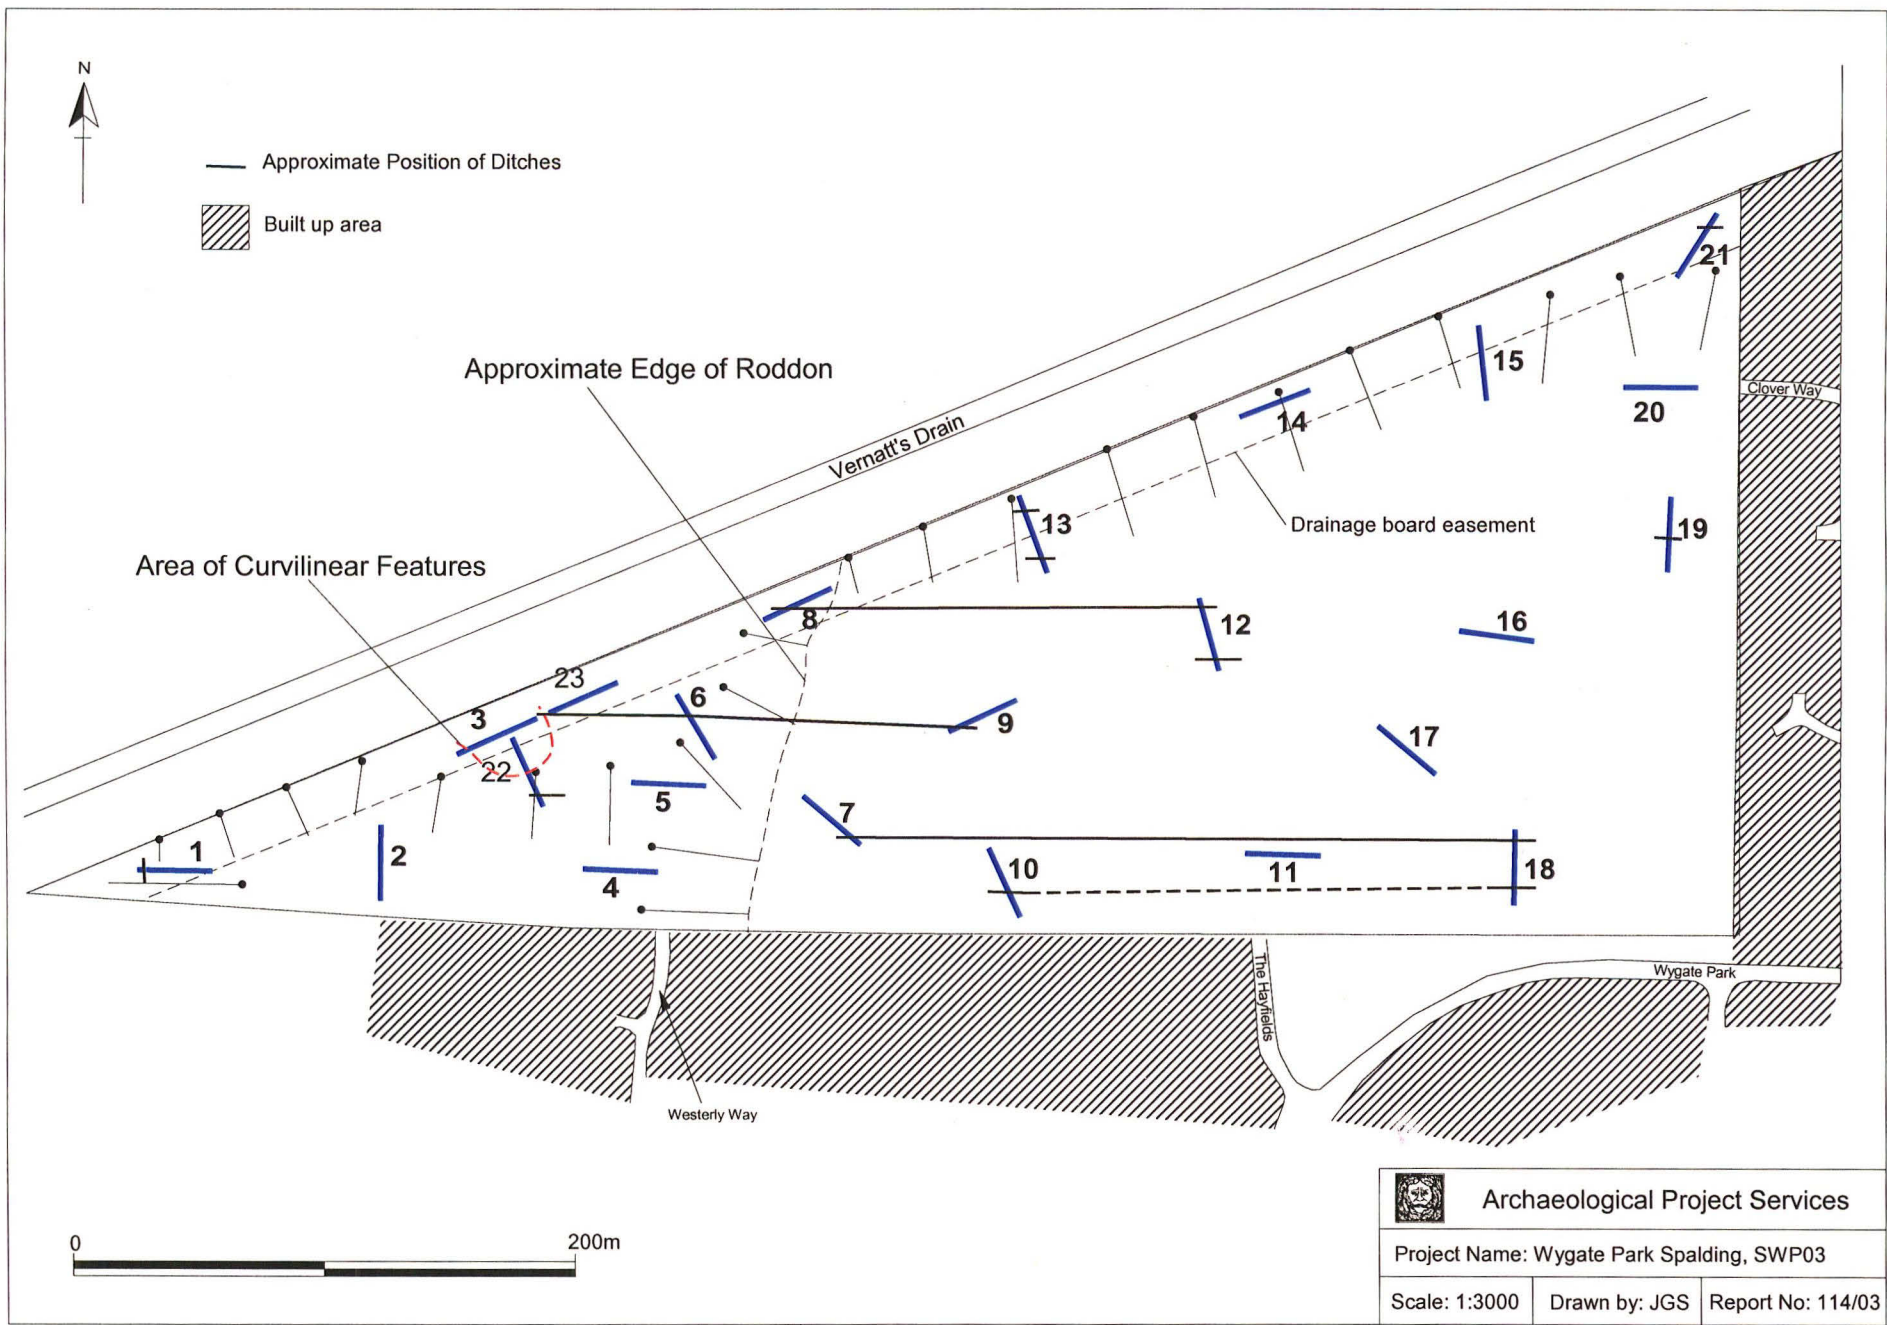 N
Approximate Position of Ditches
Built up area
Approximate Edge of Roddon
Vernatt's Drain
Area of Curvilinear Features
Drainage board easement
21
15
Clover Way
20
14
13
19
8
12
16
23
6
3
9
17
22
5
7
1
2
4
10
11
18
The Hayfields
Wygate Park
Westerly Way
0
200m
Archaeological Project Services
Project Name: Wygate Park Spalding, SWP03
Scale: 1:3000
Drawn by: JGS
Report No: 114/03